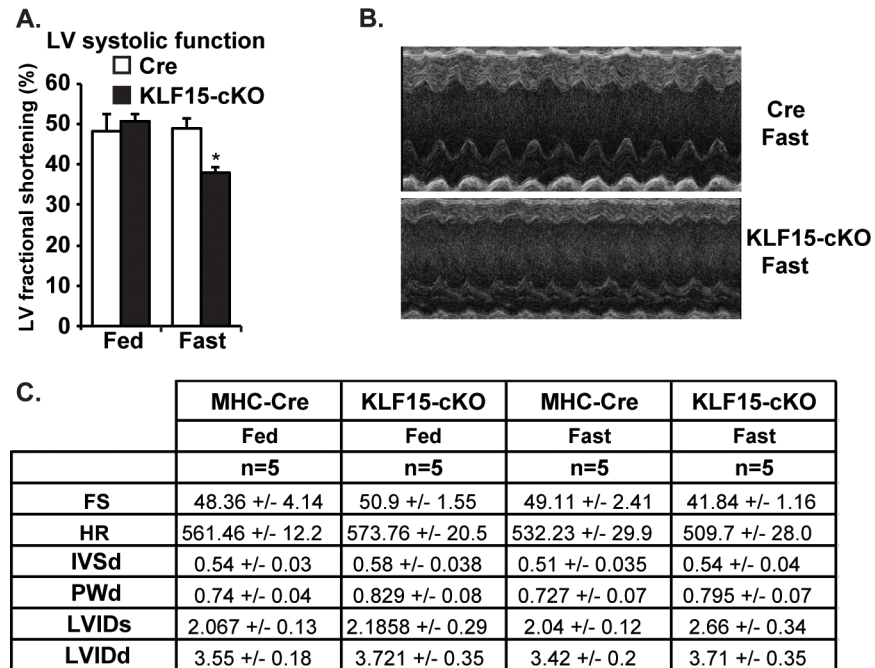 A.
LV systolic function
Cre
KLF15-cKO
LV fractional shortening (%)
60
50
40
30
20
10
0
*
Fed Fast
B.
Cre
Fast
KLF15-cKO
Fast
C.
MHC-Cre KLF15-cKO MHC-Cre KLF15-cKO
Fed Fed Fast Fast
n=5 n=5 n=5 n=5
FS 48.36 +/- 4.14 50.9 +/- 1.55 49.11 +/- 2.41 41.84 +/- 1.16
HR 561.46 +/- 12.2 573.76 +/- 20.5 532.23 +/- 29.9 509.7 +/- 28.0
IVSd 0.54 +/- 0.03 0.58 +/- 0.038 0.51 +/- 0.035 0.54 +/- 0.04
PWd 0.74 +/- 0.04 0.829 +/- 0.08 0.727 +/- 0.07 0.795 +/- 0.07
LVIDs 2.067 +/- 0.13 2.1858 +/- 0.29 2.04 +/- 0.12 2.66 +/- 0.34
LVIDd 3.55 +/- 0.18 3.721 +/- 0.35 3.42 +/- 0.2 3.71 +/- 0.35